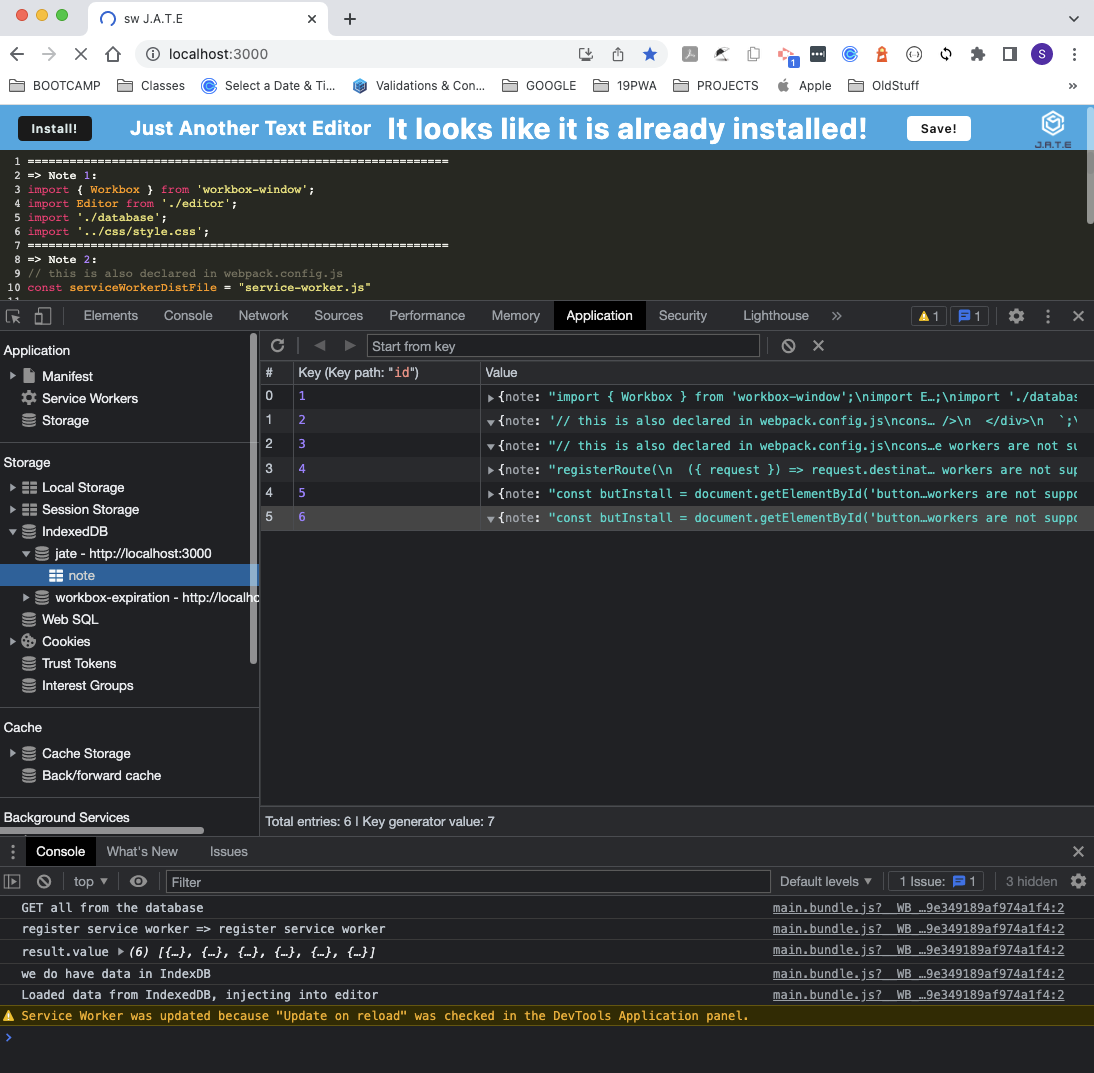 sw J.A.T.E
localhost:3000
1
S
BOOTCAMP Classes Select a Date & Ti... Validations & Con... GOOGLE 19PWA PROJECTS Apple OldStuff »
Install! Just Another Text Editor It looks like it is already installed! Save! J.A.T.E
1 ============================================================
2 => Note 1:
3 import { Workbox } from 'workbox-window';
4 import Editor from './editor';
5 import './database';
6 import '../css/style.css';
7 ============================================================
8 => Note 2:
9 // this is also declared in webpack.config.js
10 const serviceWorkerDistFile = "service-worker.js"
11
Elements Console Network Sources Performance Memory Application Security Lighthouse » 1 1
Application
Manifest
Service Workers
Storage
Storage
Local Storage
Session Storage
IndexedDB
jate - http://localhost:3000
note
workbox-expiration - http://localho
Web SQL
Cookies
Trust Tokens
Interest Groups
Cache
Cache Storage
Back/forward cache
Background Services
Start from key
# Key (Key path: "id") Value
0 1 {note: "import { Workbox } from 'workbox-window';\nimport E…;\nimport './databas
1 2 {note: '// this is also declared in webpack.config.js\ncons… />\n  </div>\n  `;\
2 3 {note: "// this is also declared in webpack.config.js\ncons…e workers are not su
3 4 {note: "registerRoute(\n  ({ request }) => request.destinat… workers are not sup
4 5 {note: "const butInstall = document.getElementById('button…workers are not suppo
5 6 {note: "const butInstall = document.getElementById('button…workers are not suppo
Total entries: 6 | Key generator value: 7
Console What's New Issues
top Filter Default levels 1 Issue: 1 3 hidden
GET all from the database main.bundle.js?__WB_…9e349189af974a1f4:2
register service worker => register service worker main.bundle.js?__WB_…9e349189af974a1f4:2
result.value (6) [{…}, {…}, {…}, {…}, {…}, {…}] main.bundle.js?__WB_…9e349189af974a1f4:2
we do have data in IndexDB main.bundle.js?__WB_…9e349189af974a1f4:2
Loaded data from IndexedDB, injecting into editor main.bundle.js?__WB_…9e349189af974a1f4:2
Service Worker was updated because "Update on reload" was checked in the DevTools Application panel.